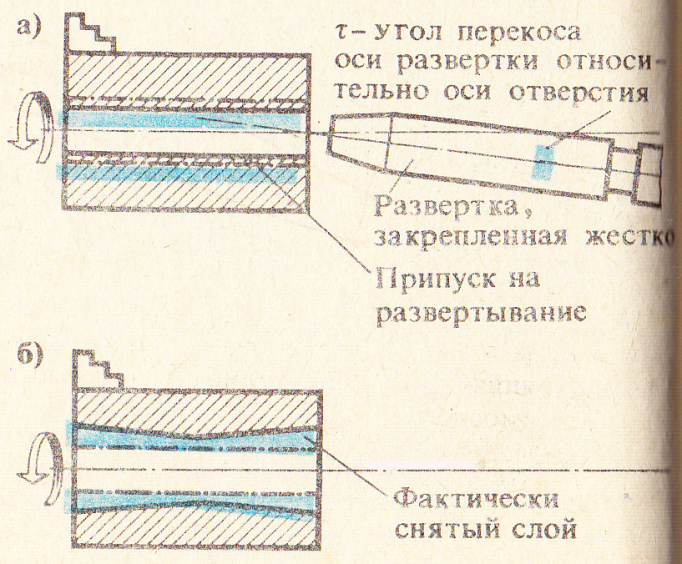 а)
τ – угол перекоса
оси развертки относи-
тельно оси отверстия
Развертка,
закрепленная жестко
Припуск на
развертывание
б)
Фактически
снятый слой